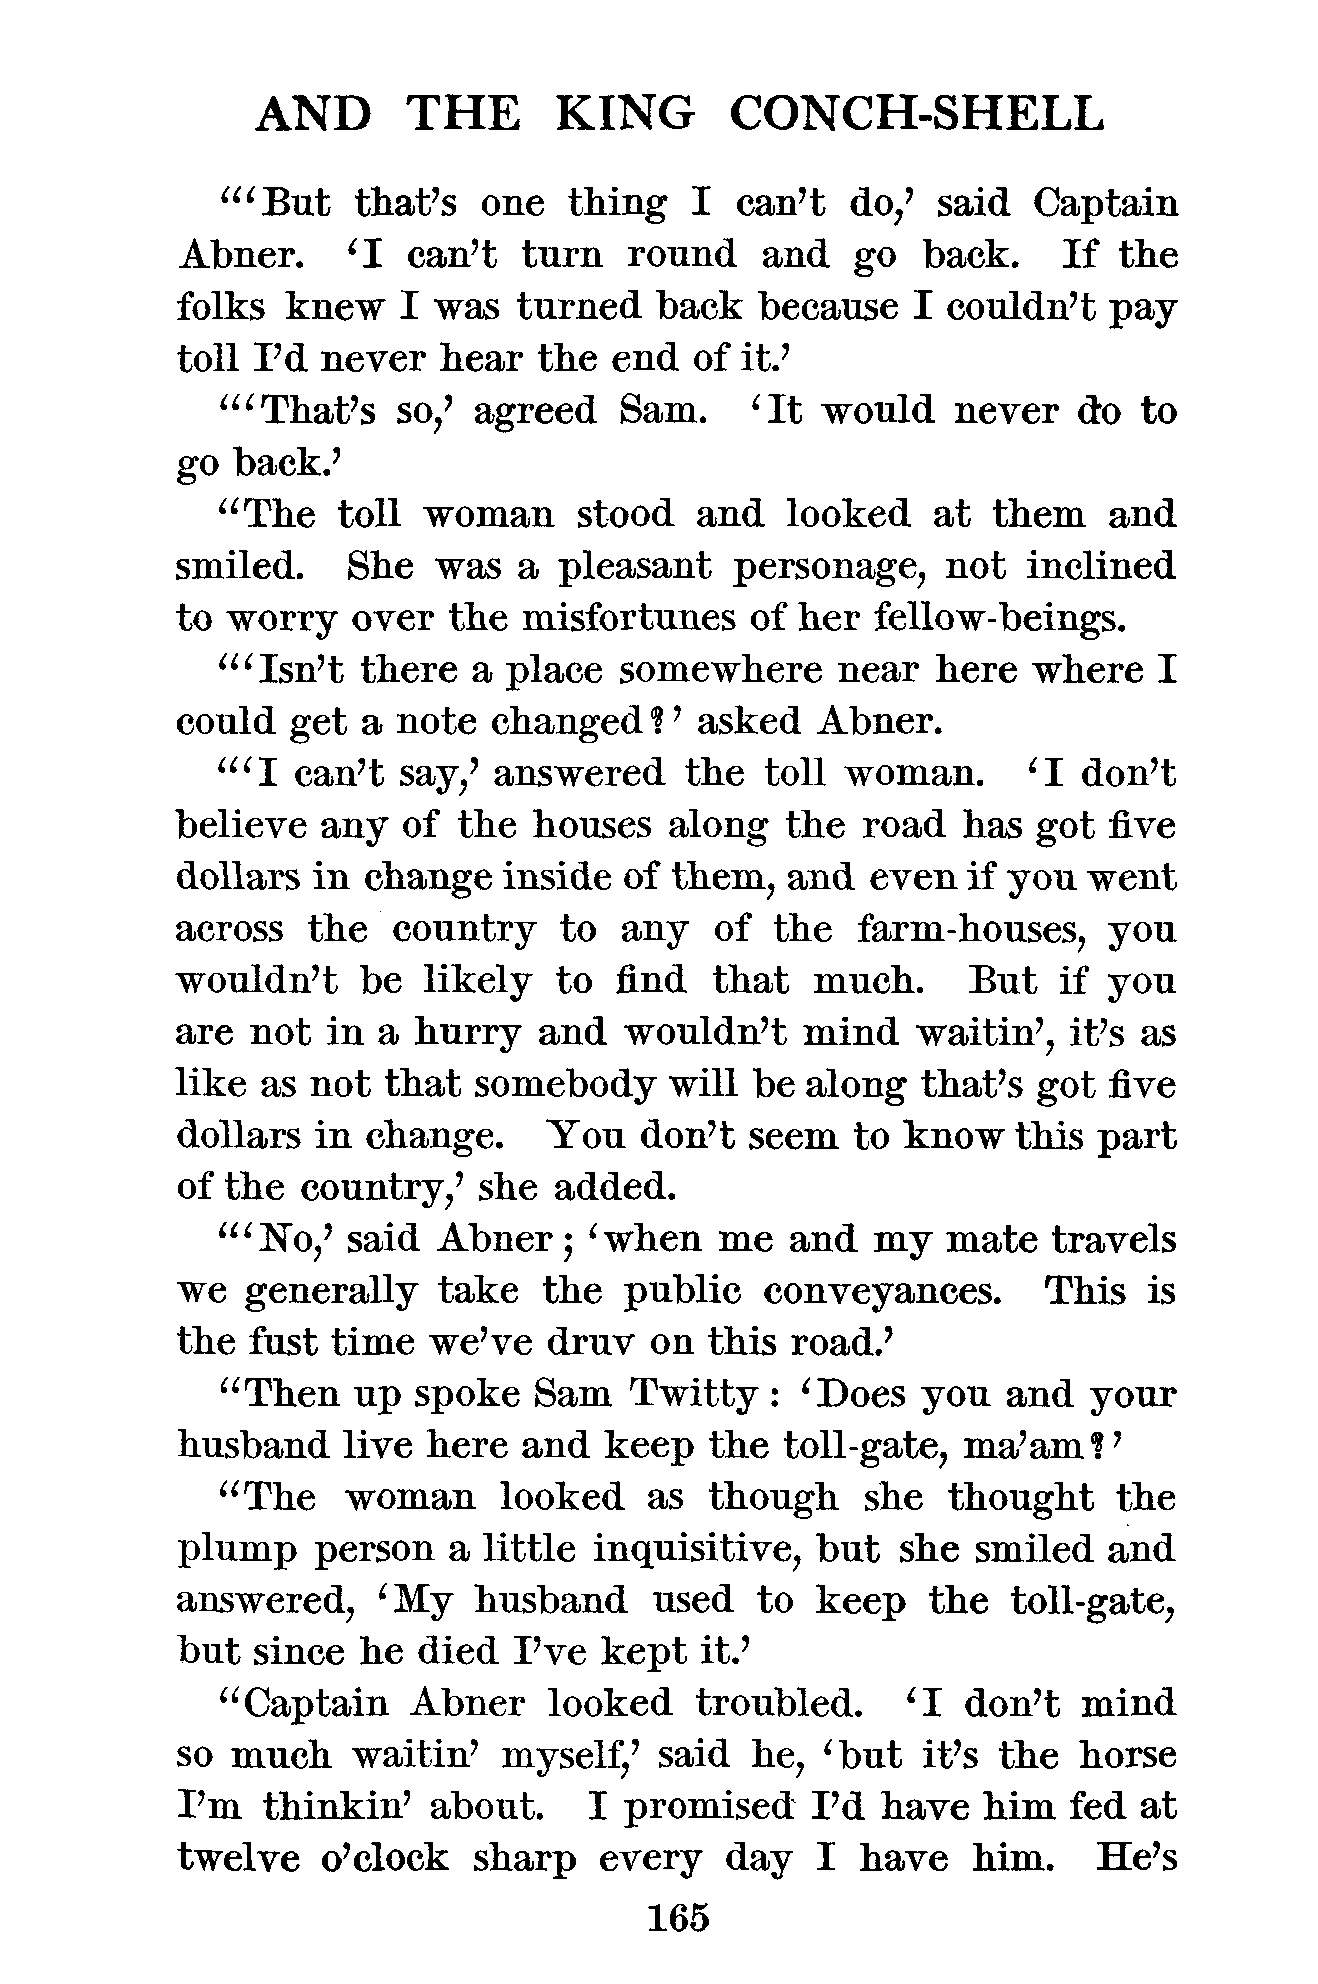 AND THE KING CONCH-SHELL
“‘But that’s one thing I can’t do,’ said Captain
Abner. ‘I can’t turn round and go back. If the
folks knew I was turned back because I couldn’t pay
toll I’d never hear the end of it.’
“‘That’s so,’ agreed Sam. ‘It would never do to
go back.’
“The toll woman stood and looked at them and
smiled. She was a pleasant personage, not inclined
to worry over the misfortunes of her fellow-beings.
“‘Isn’t there a place somewhere near here where I
could get a note changed?’ asked Abner.
“‘I can’t say,’ answered the toll woman. ‘I don’t
believe any of the houses along the road has got five
dollars in change inside of them, and even if you went
across the country to any of the farm-houses, you
wouldn’t be likely to find that much. But if you
are not in a hurry and wouldn’t mind waitin’, it’s as
like as not that somebody will be along that’s got five
dollars in change. You don’t seem to know this part
of the country,’ she added.
“‘No,’ said Abner; ‘when me and my mate travels
we generally take the public conveyances. This is
the fust time we’ve druv on this road.’
“Then up spoke Sam Twitty: ‘Does you and your
husband live here and keep the toll-gate, ma’am?’
“The woman looked as though she thought the
plump person a little inquisitive, but she smiled and
answered, ‘My husband used to keep the toll-gate,
but since he died I’ve kept it.’
“Captain Abner looked troubled. ‘I don’t mind
so much waitin’ myself,’ said he, ‘but it’s the horse
I’m thinkin’ about. I promised I’d have him fed at
twelve o’clock sharp every day I have him. He’s
165